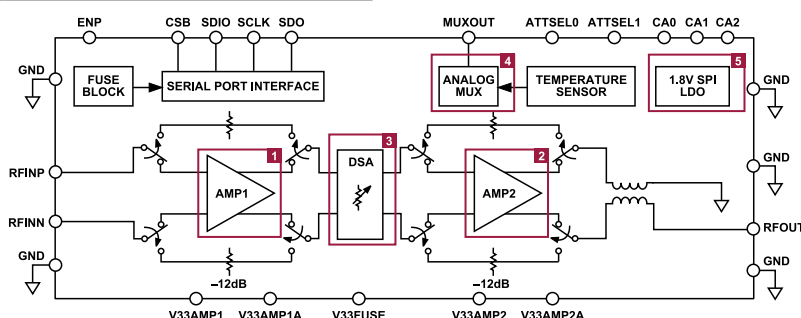 ENP CSB SDIO SCLK SDO MUXOUT ATTSEL0 ATTSEL1 CA0 CA1 CA2
GND
FUSE
BLOCK
SERIAL PORT INTERFACE
4
ANALOG
MUX
TEMPERATURE
SENSOR
5
1.8V SPI
LDO
GND
RFINP
1
AMP1
3
DSA
2
AMP2
GND
RFINN
RFOUT
GND
–12dB
–12dB
GND
V33AMP1 V33AMP1A V33FUSE V33AMP2 V33AMP2A